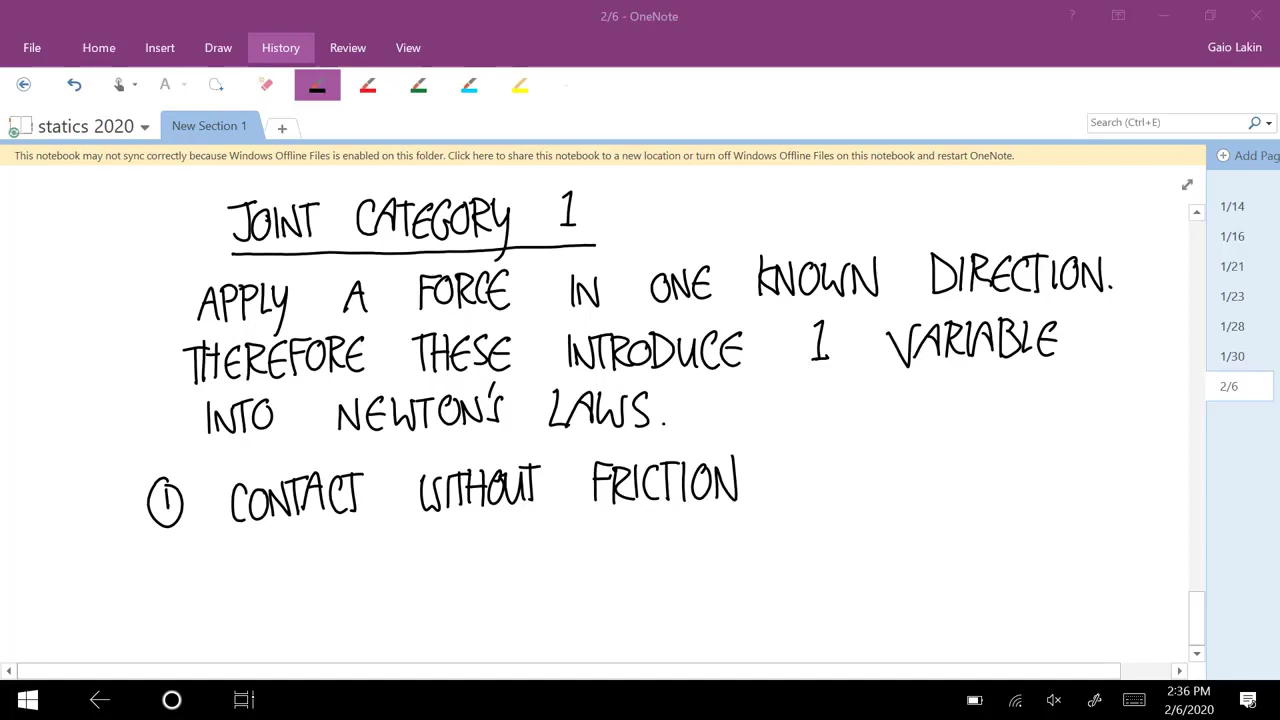 2/6 - OneNote
File Home Insert Draw History Review View Gaio Lakin
statics 2020 New Section 1 Search (Ctrl+E)
This notebook may not sync correctly because Windows Offline Files is enabled on this folder. Click here to share this notebook to a new location or turn off Windows Offline Files on this notebook and restart OneNote.
Add Pag
JOINT CATEGORY 1
APPLY A FORCE IN ONE KNOWN DIRECTION.
THEREFORE THESE INTRODUCE 1 VARIABLE
INTO NEWTON'S LAWS.
① CONTACT WITHOUT FRICTION
1/14
1/16
1/21
1/23
1/28
1/30
2/6
2:36 PM
2/6/2020